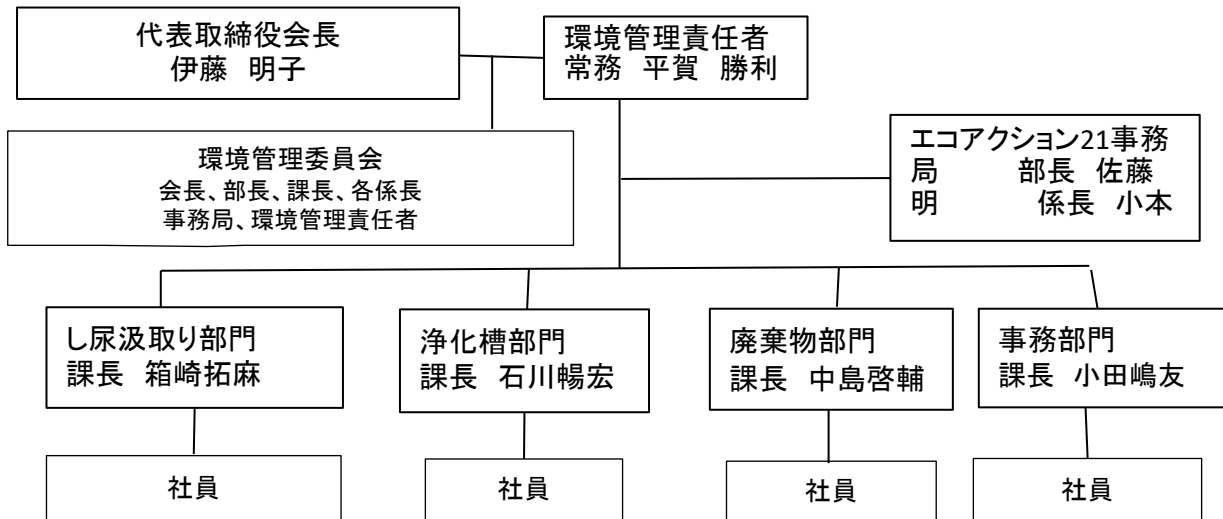 代表取締役会長
伊藤 明子
環境管理責任者
常務 平賀 勝利
環境管理委員会
会長、部長、課長、各係長
事務局、環境管理責任者
エコアクション21事務
局 部長 佐藤
明 係長 小本
し尿汲取り部門
課長 箱崎拓麻
浄化槽部門
課長 石川暢宏
廃棄物部門
課長 中島啓輔
事務部門
課長 小田嶋友
社員
社員
社員
社員